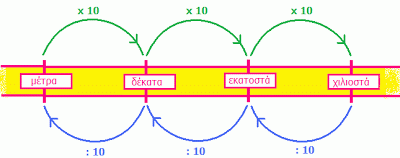 x 10 x 10 x 10
μέτρα δέκατα εκατοστά χιλιοστά
: 10 : 10 : 10